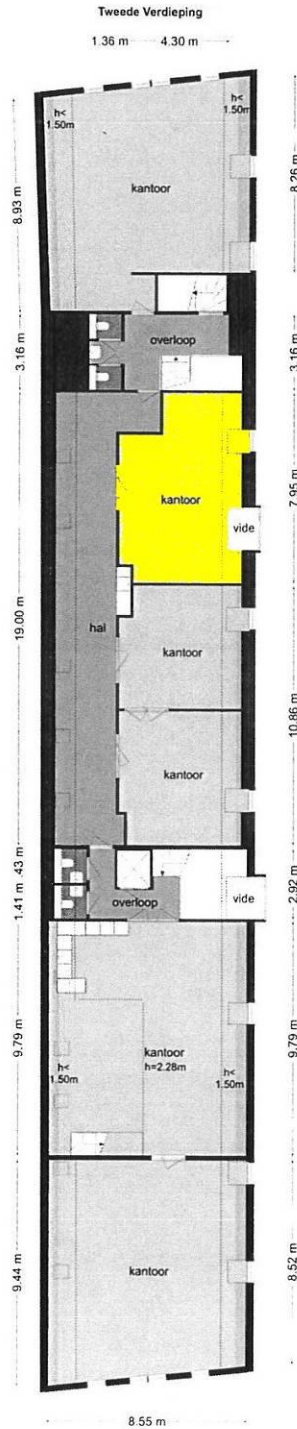 Tweede Verdieping
1.36 m 4.30 m
h<
1.50m
h<
1.50m
8.93 m
8.26 m
kantoor
3.16 m
overloop
3.16 m
kantoor
7.95 m
vide
19.00 m
hal
kantoor
10.86 m
kantoor
43 m
1.41 m
overloop
vide
2.92 m
9.79 m
kantoor
h=2.28m
h<
1.50m
h<
1.50m
9.79 m
9.44 m
kantoor
8.52 m
8.55 m